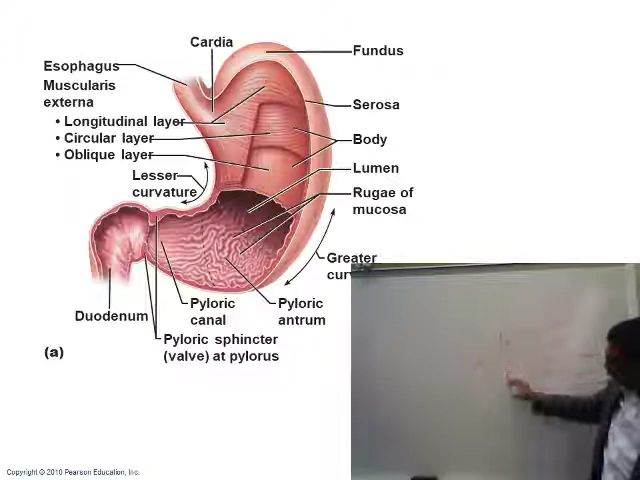 Cardia
Fundus
Esophagus
Muscularis
externa
• Longitudinal layer
• Circular layer
• Oblique layer
Serosa
Body
Lumen
Lesser
curvature
Rugae of
mucosa
Greater
Duodenum
Pyloric
canal
Pyloric
antrum
Pyloric sphincter
(valve) at pylorus
(a)
Copyright © 2010 Pearson Education, Inc.